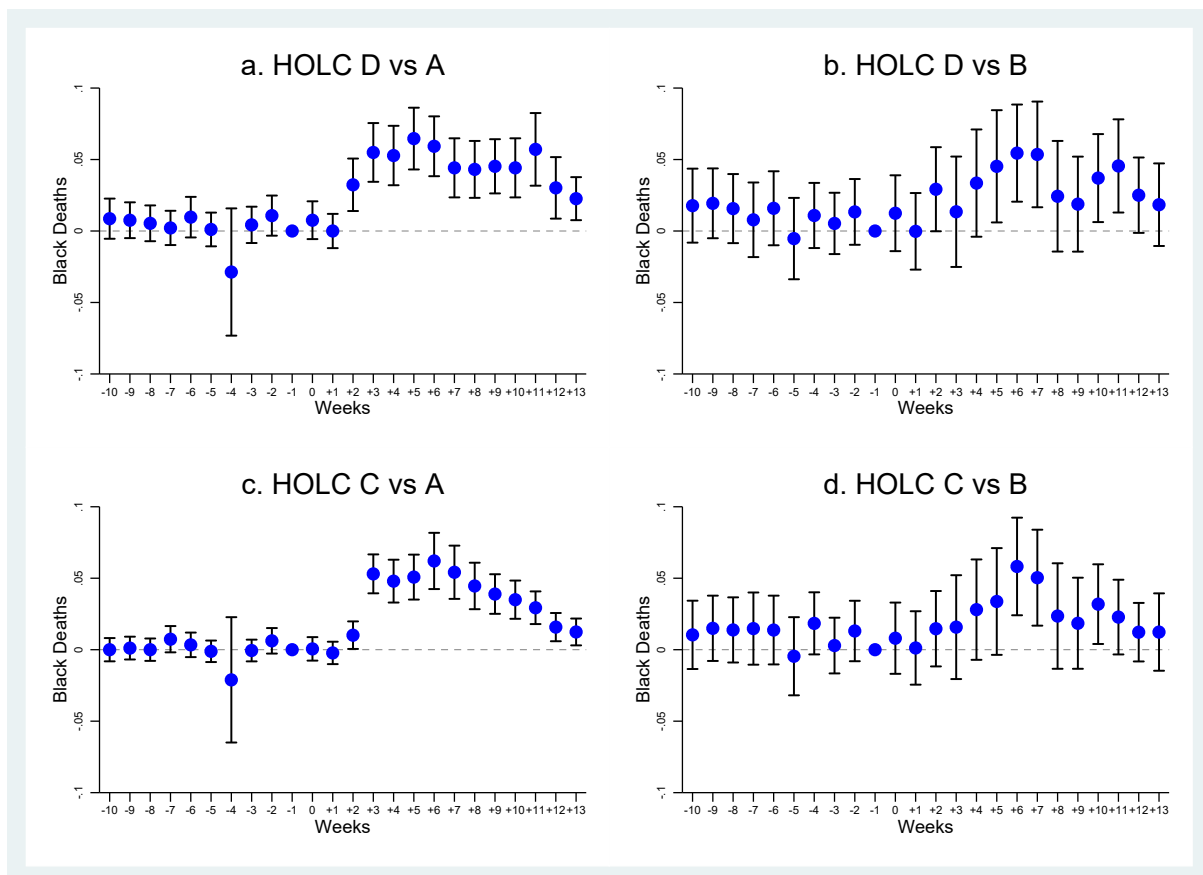 a. HOLC D vs A
Black Deaths
.1
.05
0
-.05
-.1
-10 -9 -8 -7 -6 -5 -4 -3 -2 -1 0 +1 +2 +3 +4 +5 +6 +7 +8 +9 +10 +11 +12 +13
Weeks
b. HOLC D vs B
Black Deaths
.1
.05
0
-.05
-.1
-10 -9 -8 -7 -6 -5 -4 -3 -2 -1 0 +1 +2 +3 +4 +5 +6 +7 +8 +9 +10 +11 +12 +13
Weeks
c. HOLC C vs A
Black Deaths
.1
.05
0
-.05
-.1
-10 -9 -8 -7 -6 -5 -4 -3 -2 -1 0 +1 +2 +3 +4 +5 +6 +7 +8 +9 +10 +11 +12 +13
Weeks
d. HOLC C vs B
Black Deaths
.1
.05
0
-.05
-.1
-10 -9 -8 -7 -6 -5 -4 -3 -2 -1 0 +1 +2 +3 +4 +5 +6 +7 +8 +9 +10 +11 +12 +13
Weeks